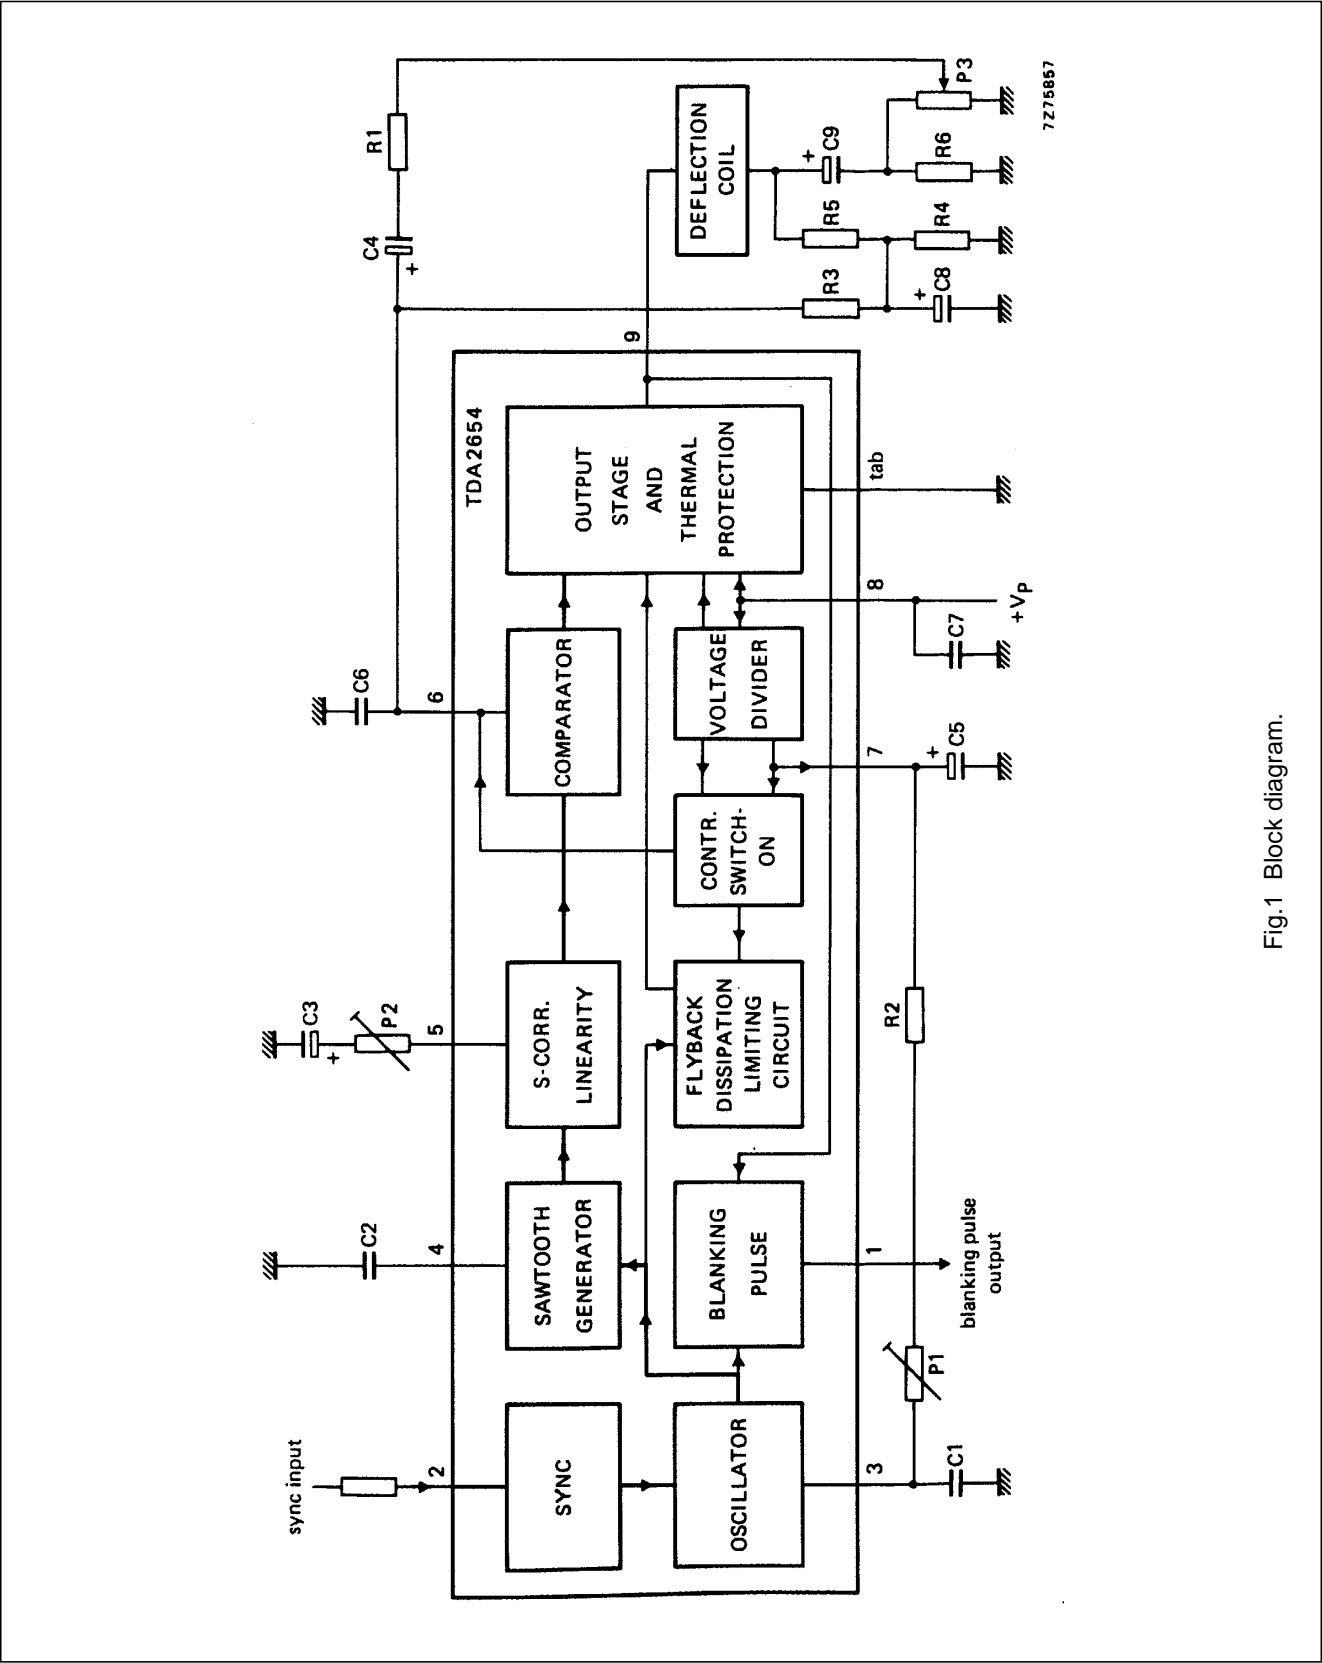 sync input
2
SYNC
OSCILLATOR
3
C1
P1
R2
C2
4
SAWTOOTH
GENERATOR
BLANKING
PULSE
1
blanking pulse
output
C3
+
P2
5
S-CORR.
LINEARITY
FLYBACK
DISSIPATION
LIMITING
CIRCUIT
CONTR.
SWITCH-
ON
7
+
C5
C6
6
COMPARATOR
VOLTAGE
DIVIDER
8
C7
+VP
TDA2654
OUTPUT
STAGE
AND
THERMAL
PROTECTION
tab
9
C4
+
R1
R3
+
C8
R5
R4
DEFLECTION
COIL
+
C9
R6
P3
7Z75857
Fig.1 Block diagram.